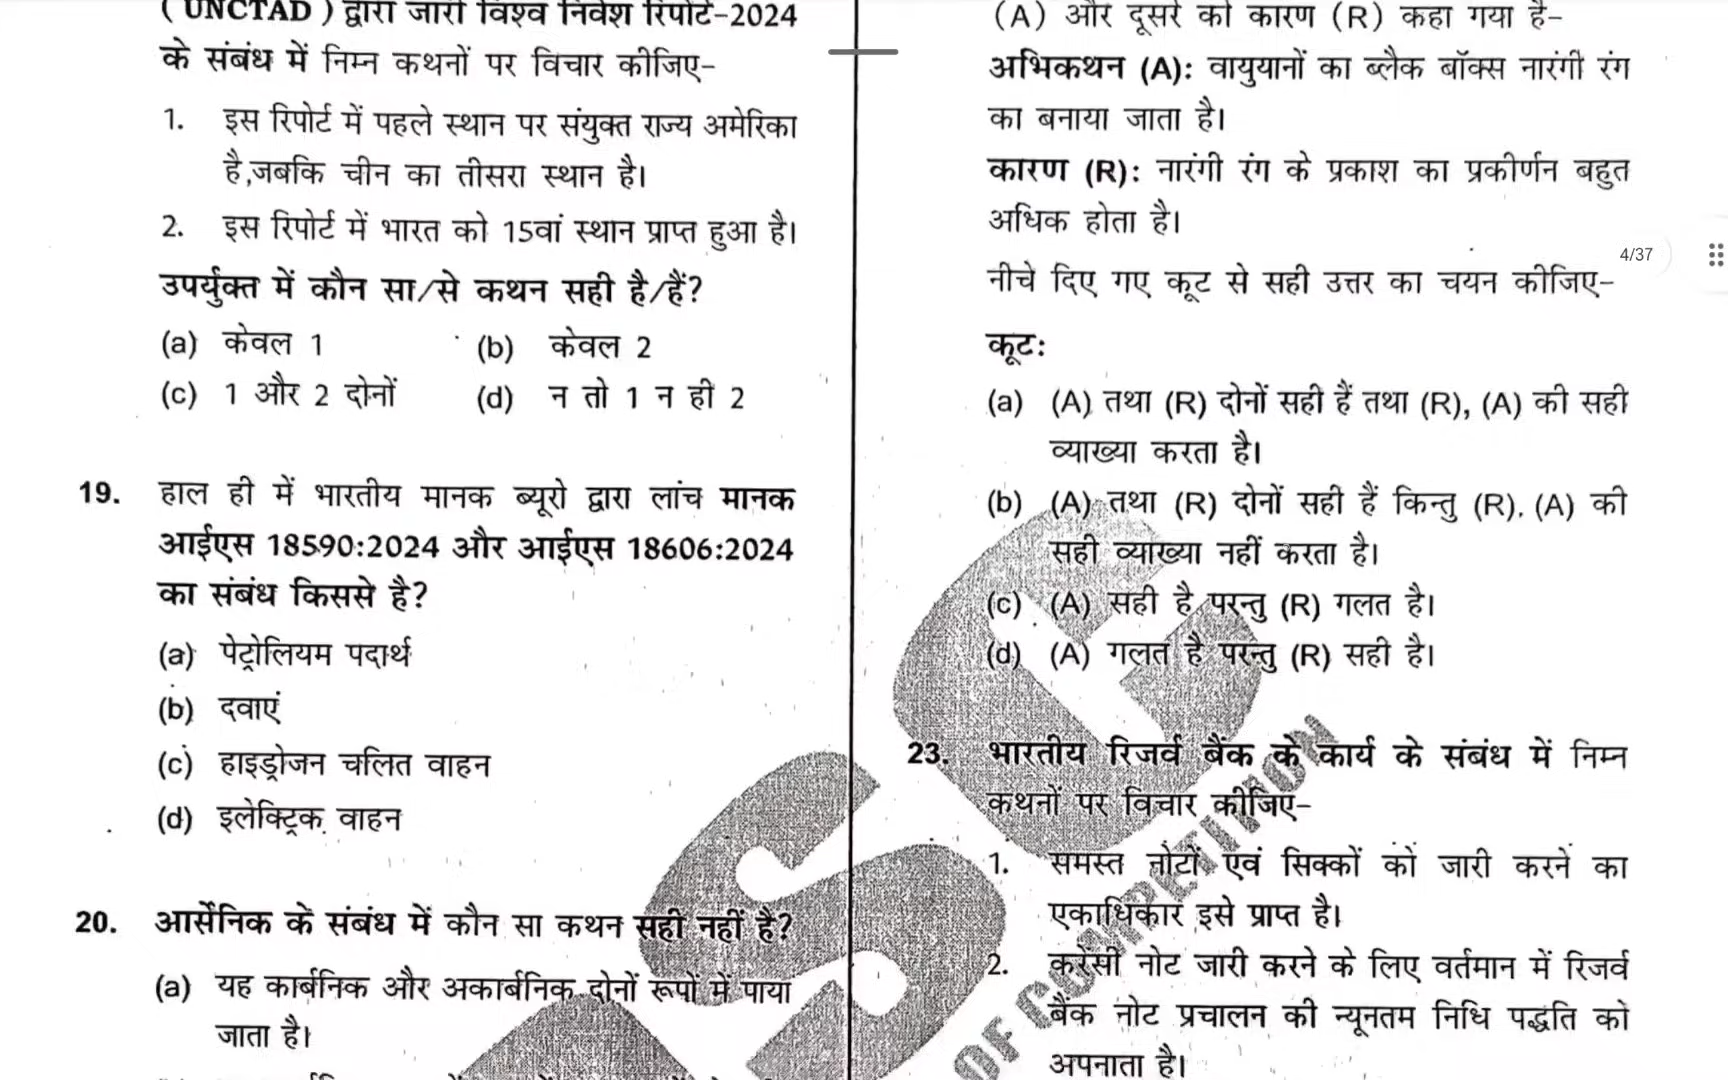 ( UNCTAD ) द्वारा जारी विश्व निवेश रिपोर्ट-2024
के संबंध में निम्न कथनों पर विचार कीजिए-
1. इस रिपोर्ट में पहले स्थान पर संयुक्त राज्य अमेरिका
है,जबकि चीन का तीसरा स्थान है।
2. इस रिपोर्ट में भारत को 15वां स्थान प्राप्त हुआ है।
उपर्युक्त में कौन सा/से कथन सही है/हैं?
(a) केवल 1 (b) केवल 2
(c) 1 और 2 दोनों (d) न तो 1 न ही 2
19. हाल ही में भारतीय मानक ब्यूरो द्वारा लांच मानक
आईएस 18590:2024 और आईएस 18606:2024
का संबंध किससे है?
(a) पेट्रोलियम पदार्थ
(b) दवाएं
(c) हाइड्रोजन चलित वाहन
(d) इलेक्ट्रिक वाहन
20. आर्सेनिक के संबंध में कौन सा कथन सही नहीं है?
(a) यह कार्बनिक और अकार्बनिक दोनों रूपों में पाया
जाता है।
(A) और दूसरे को कारण (R) कहा गया है-
अभिकथन (A): वायुयानों का ब्लैक बॉक्स नारंगी रंग
का बनाया जाता है।
कारण (R): नारंगी रंग के प्रकाश का प्रकीर्णन बहुत
अधिक होता है।
नीचे दिए गए कूट से सही उत्तर का चयन कीजिए-
कूट:
(a) (A) तथा (R) दोनों सही हैं तथा (R), (A) की सही
व्याख्या करता है।
(b) (A) तथा (R) दोनों सही हैं किन्तु (R), (A) की
सही व्याख्या नहीं करता है।
(c) (A) सही है परन्तु (R) गलत है।
(d) (A) गलत है परन्तु (R) सही है।
23. भारतीय रिजर्व बैंक के कार्य के संबंध में निम्न
कथनों पर विचार कीजिए-
1. समस्त नोटों एवं सिक्कों को जारी करने का
एकाधिकार इसे प्राप्त है।
2. करेंसी नोट जारी करने के लिए वर्तमान में रिजर्व
बैंक नोट प्रचालन की न्यूनतम निधि पद्धति को
अपनाता है।
4/37
OF COMPETITION